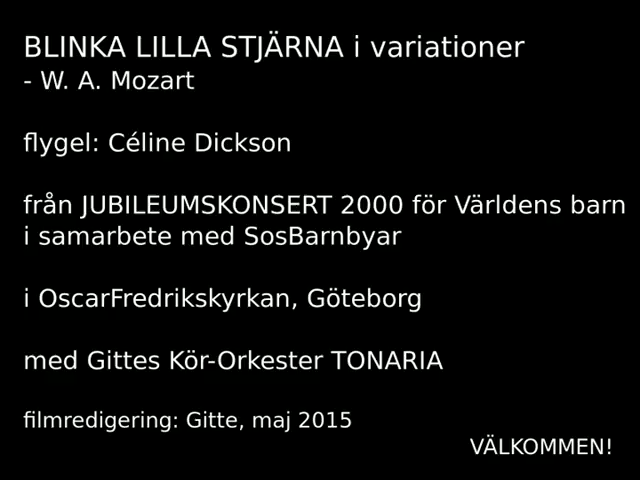 BLINKA LILLA STJÄRNA i variationer
- W. A. Mozart
flygel: Céline Dickson
från JUBILEUMSKONSERT 2000 för Världens barn
i samarbete med SosBarnbyar
i OscarFredrikskyrkan, Göteborg
med Gittes Kör-Orkester TONARIA
filmredigering: Gitte, maj 2015
VÄLKOMMEN!